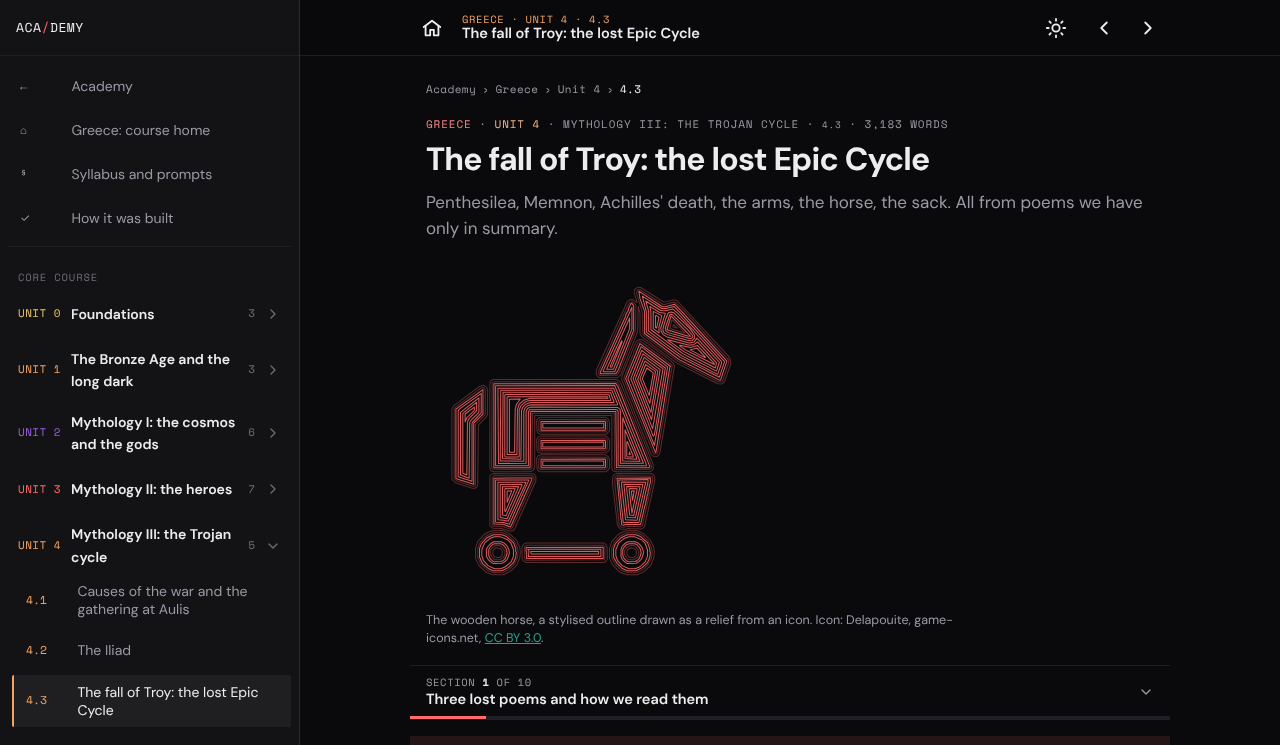 ACA/DEMY
← Academy
⌂ Greece: course home
§ Syllabus and prompts
✓ How it was built
CORE COURSE
UNIT 0 Foundations 3
UNIT 1 The Bronze Age and the
long dark 3
UNIT 2 Mythology I: the cosmos
and the gods 6
UNIT 3 Mythology II: the heroes 7
UNIT 4 Mythology III: the Trojan
cycle 5
4.1 Causes of the war and the
gathering at Aulis
4.2 The Iliad
4.3 The fall of Troy: the lost Epic
Cycle
GREECE · UNIT 4 · 4.3
The fall of Troy: the lost Epic Cycle
Academy › Greece › Unit 4 › 4.3
GREECE · UNIT 4 · MYTHOLOGY III: THE TROJAN CYCLE · 4.3 · 3,183 WORDS
The fall of Troy: the lost Epic Cycle
Penthesilea, Memnon, Achilles' death, the arms, the horse, the sack. All from poems we have
only in summary.
The wooden horse, a stylised outline drawn as a relief from an icon. Icon: Delapouite, game-
icons.net, CC BY 3.0.
SECTION 1 OF 10
Three lost poems and how we read them